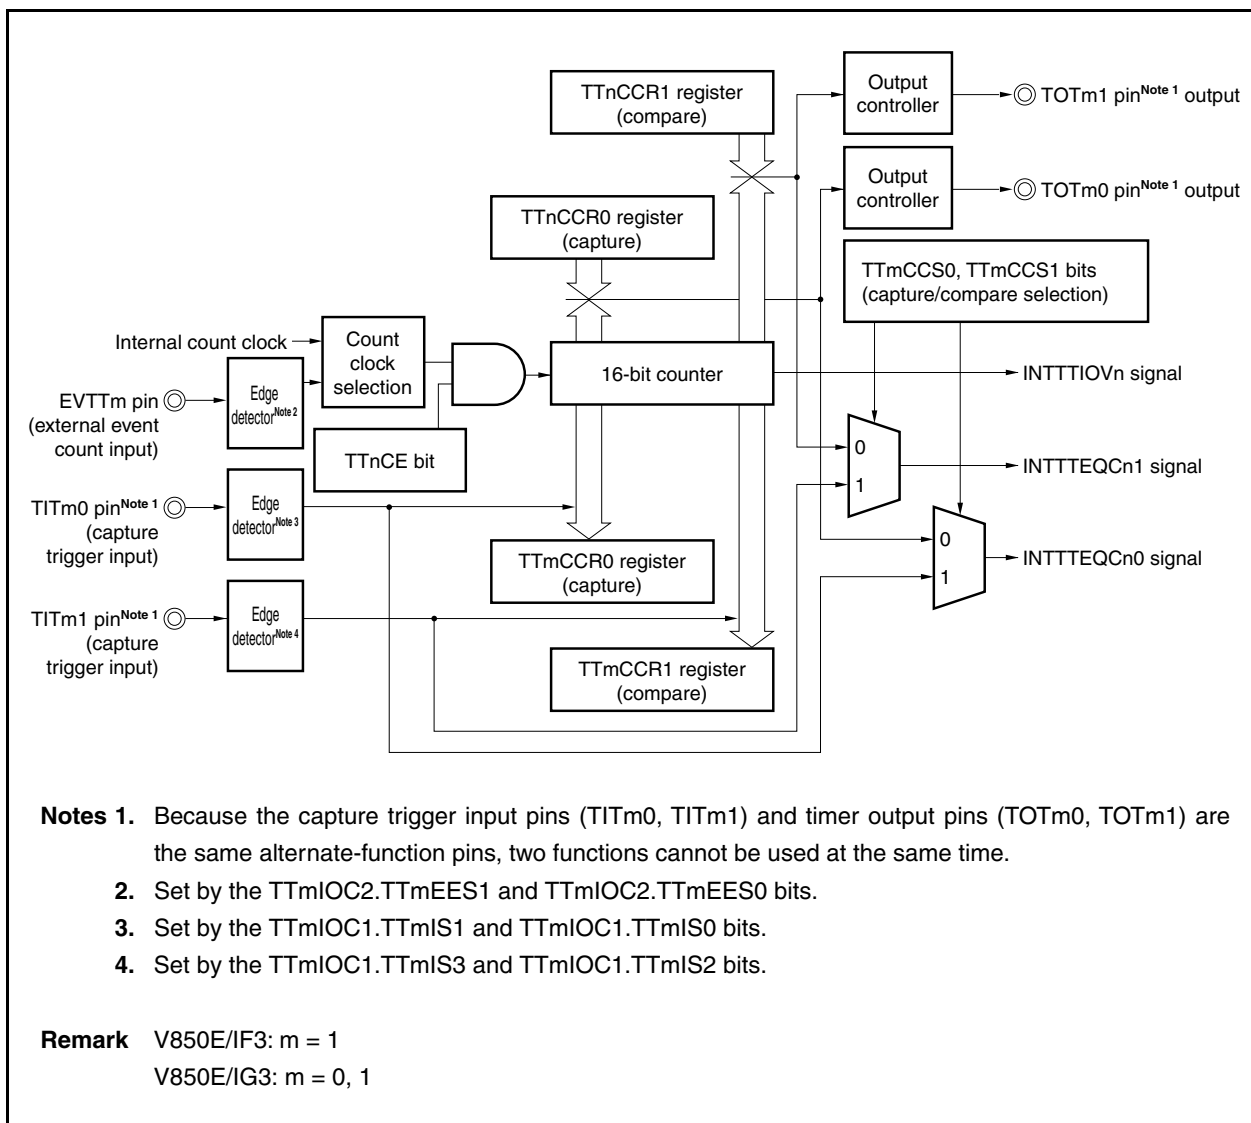 TTnCCR1 register
(compare)
Output
controller
TOTm1 pinNote 1 output
Output
controller
TOTm0 pinNote 1 output
TTnCCR0 register
(capture)
TTmCCS0, TTmCCS1 bits
(capture/compare selection)
Internal count clock
Count
clock
selection
16-bit counter
INTTTIOVn signal
EVTTm pin
(external event
count input)
Edge
detectorNote 2
TTnCE bit
0
1
INTTTEQCn1 signal
TITm0 pinNote 1
(capture
trigger input)
Edge
detectorNote 3
TTmCCR0 register
(capture)
0
1
INTTTEQCn0 signal
TITm1 pinNote 1
(capture
trigger input)
Edge
detectorNote 4
TTmCCR1 register
(compare)
Notes 1. Because the capture trigger input pins (TITm0, TITm1) and timer output pins (TOTm0, TOTm1) are
the same alternate-function pins, two functions cannot be used at the same time.
2. Set by the TTmIOC2.TTmEES1 and TTmIOC2.TTmEES0 bits.
3. Set by the TTmIOC1.TTmIS1 and TTmIOC1.TTmIS0 bits.
4. Set by the TTmIOC1.TTmIS3 and TTmIOC1.TTmIS2 bits.
Remark V850E/IF3: m = 1
V850E/IG3: m = 0, 1